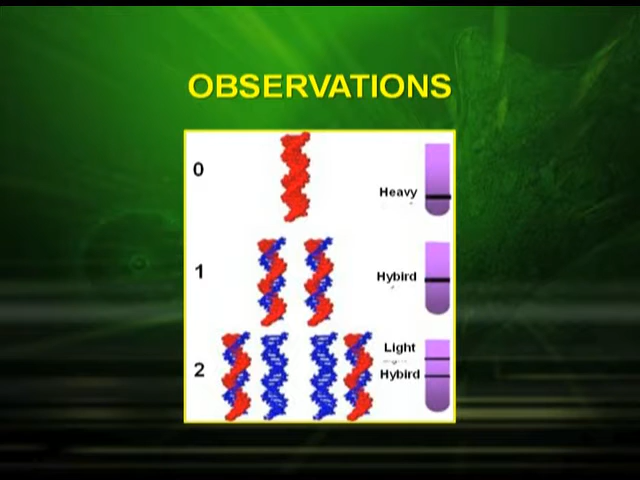 OBSERVATIONS
0
Heavy
1
Hybird
Light
2
Hybird